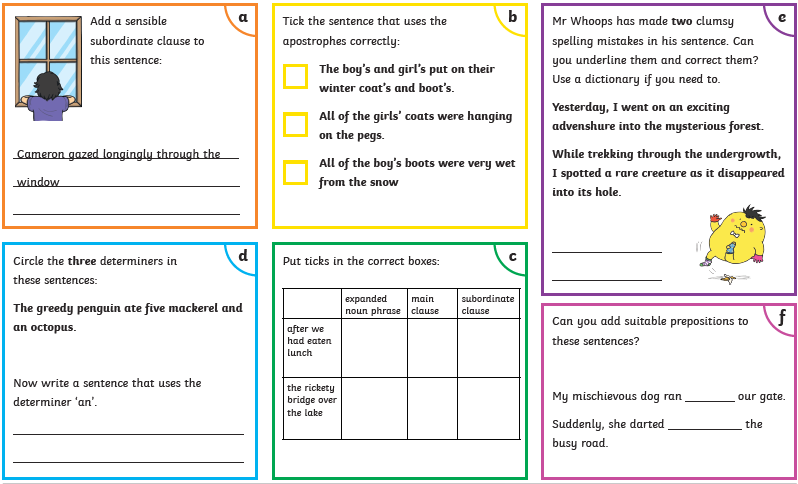 a
Add a sensible
subordinate clause to
this sentence:
Cameron gazed longingly through the
window
b
Tick the sentence that uses the
apostrophes correctly:
The boy's and girl's put on their
winter coat's and boot's.
All of the girls' coats were hanging
on the pegs.
All of the boy's boots were very wet
from the snow
e
Mr Whoops has made two clumsy
spelling mistakes in his sentence. Can
you underline them and correct them?
Use a dictionary if you need to.
Yesterday, I went on an exciting
advenshure into the mysterious forest.
While trekking through the undergrowth,
I spotted a rare creeture as it disappeared
into its hole.
d
Circle the three determiners in
these sentences:
The greedy penguin ate five mackerel and
an octopus.
Now write a sentence that uses the
determiner 'an'.
c
Put ticks in the correct boxes:
expanded
noun phrase
main
clause
subordinate
clause
after we
had eaten
lunch
the rickety
bridge over
the lake
f
Can you add suitable prepositions to
these sentences?
My mischievous dog ran ________ our gate.
Suddenly, she darted ____________ the
busy road.